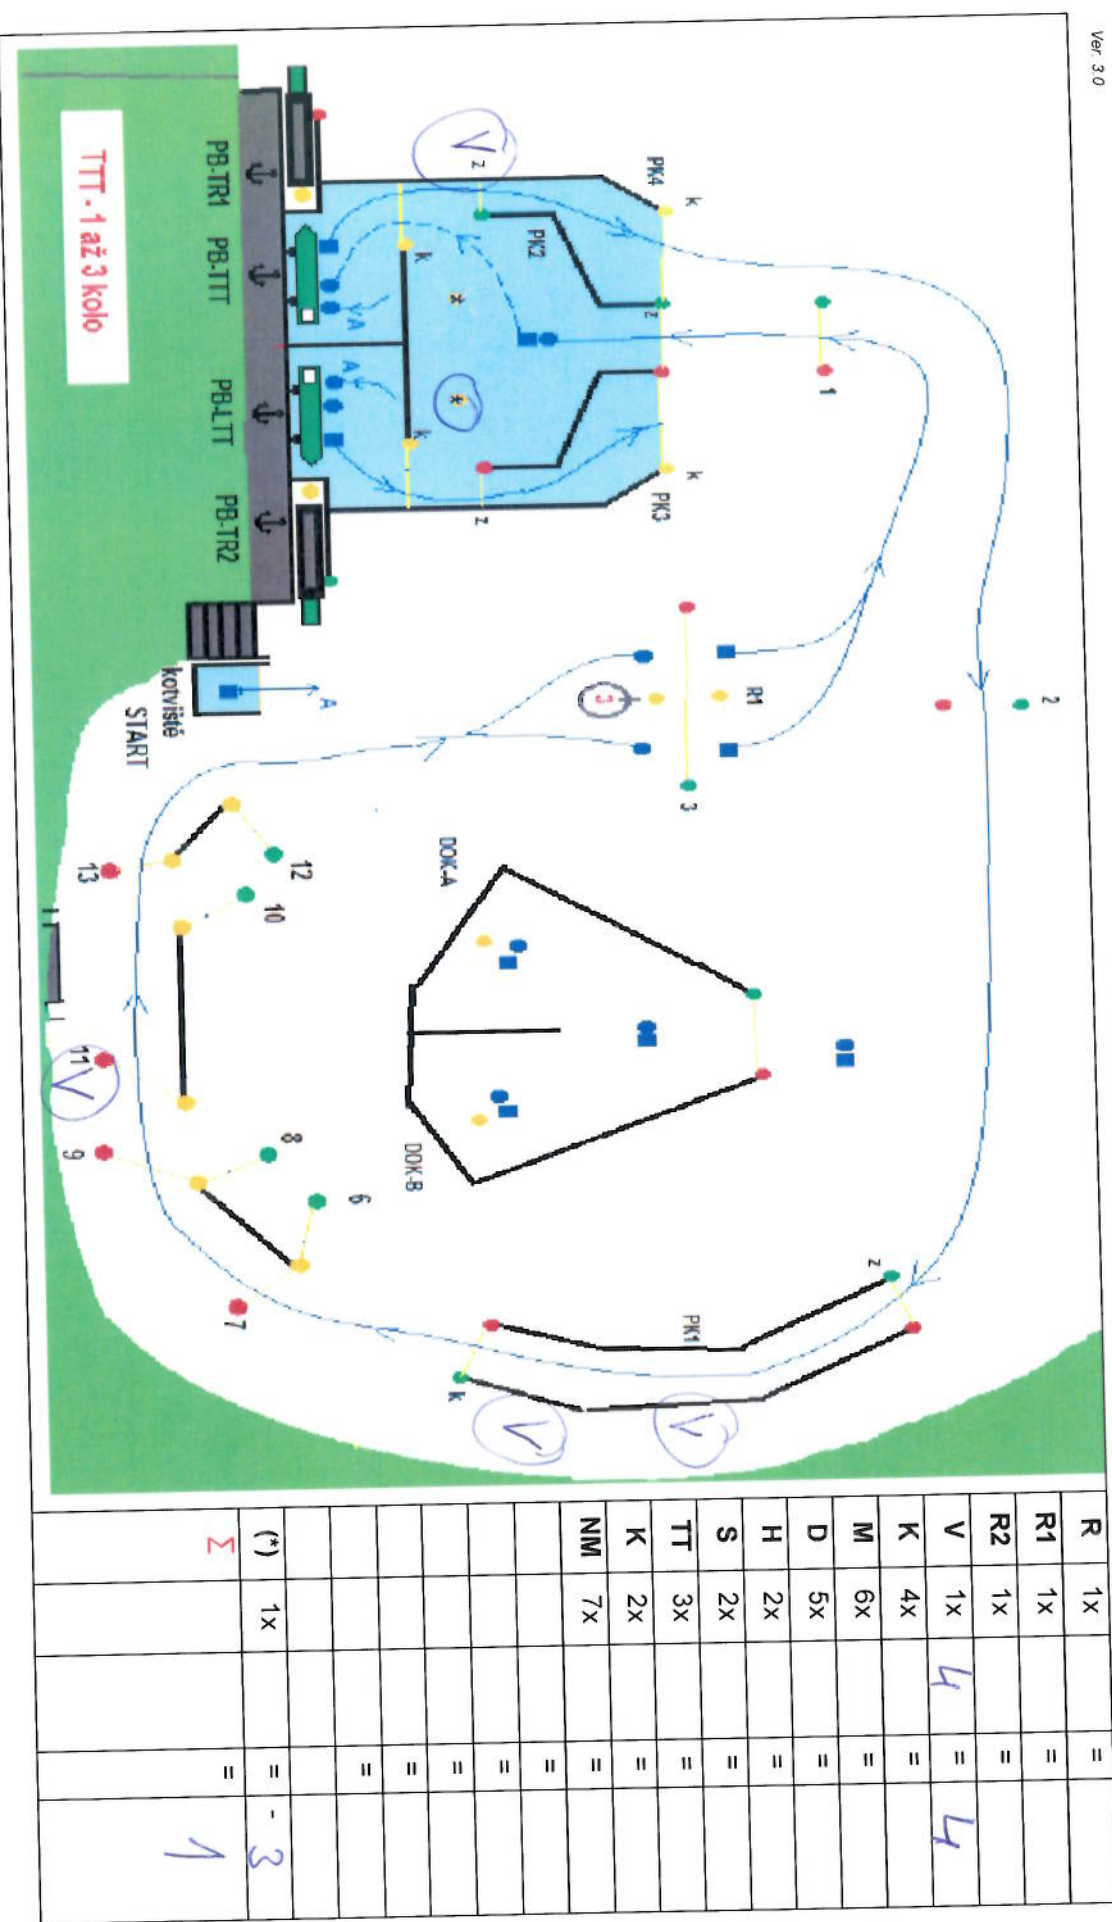 Ver. 3.0
TTT - 1 až 3 kolo
PB-TR1
PB-TTT
PB-LTT
PB-TR2
kotviště
START
A
A
A
V
z
PK4
k
PK2
k
*
z
*
k
k
PK3
z
1
2
R1
3
3
DOK-A
DOK-B
12
10
13
11
V
9
8
6
7
z
PK1
k
V
V
R 1x =
R1 1x =
R2 1x =
V 1x 4 = 4
K 4x =
M 6x =
D 5x =
H 2x =
S 2x =
TT 3x =
K 2x =
NM 7x =
=
=
=
=
=
(*) 1x = - 3
Σ = 1